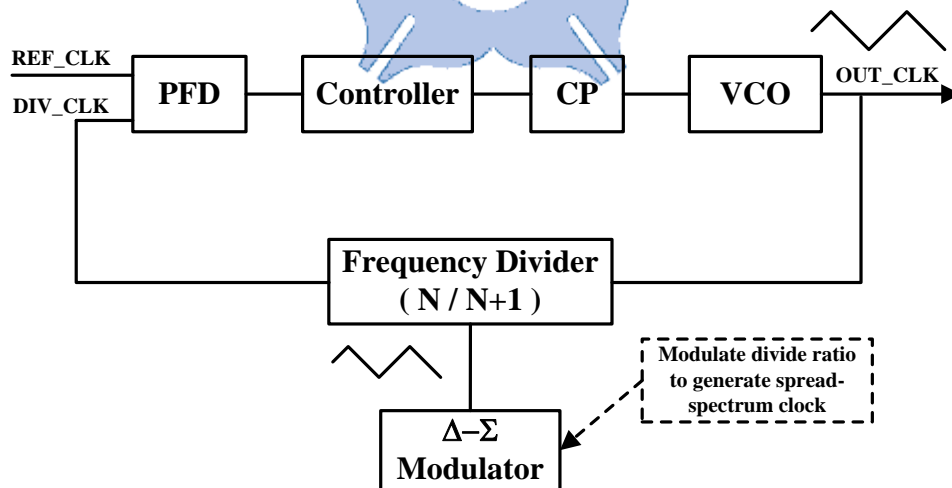 REF_CLK
DIV_CLK
PFD
Controller
CP
VCO
OUT_CLK
Frequency Divider
( N / N+1 )
Modulate divide ratio
to generate spread-
spectrum clock
Δ−Σ
Modulator